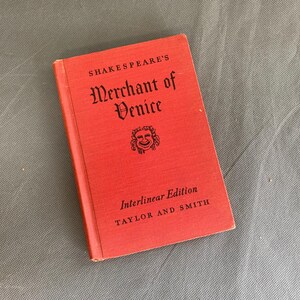 SHAKESPEARE'S
Merchant of
Venice
Interlinear Edition
TAYLOR AND SMITH